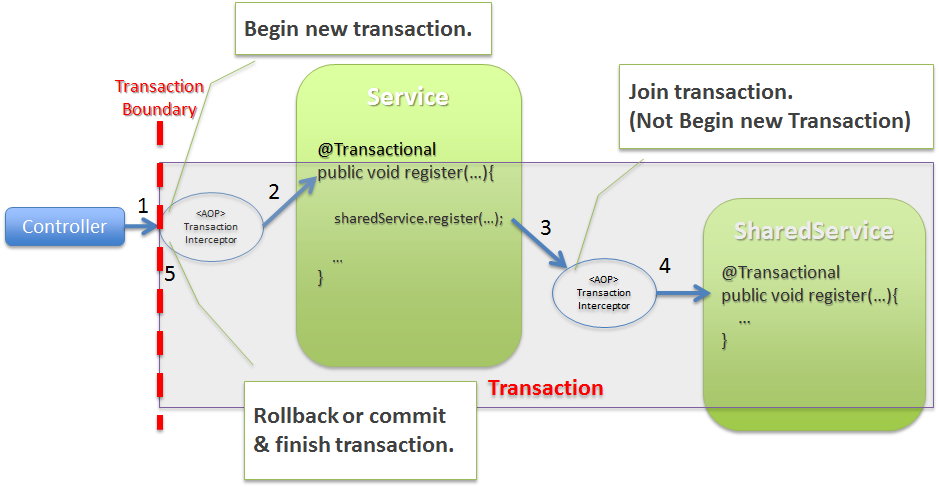 Begin new transaction.
Transaction
Boundary
Service
@Transactional
public void register(...){
sharedService.register(...);
...
}
Join transaction.
(Not Begin new Transaction)
Controller
1
<AOP>
Transaction
Interceptor
2
3
<AOP>
Transaction
Interceptor
4
SharedService
@Transactional
public void register(...){
...
}
5
Transaction
Rollback or commit
& finish transaction.